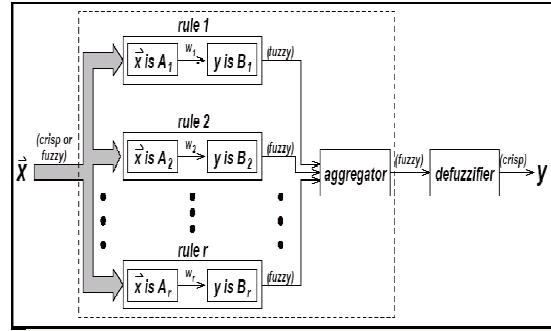 rule 1
x⃗ is A₁ w₁ y is B₁ (fuzzy)
rule 2
(crisp or fuzzy)
x⃗
x⃗ is A₂ w₂ y is B₂ (fuzzy)
aggregator (fuzzy) defuzzifier (crisp) y
rule r
x⃗ is Aᵣ wᵣ y is Bᵣ (fuzzy)